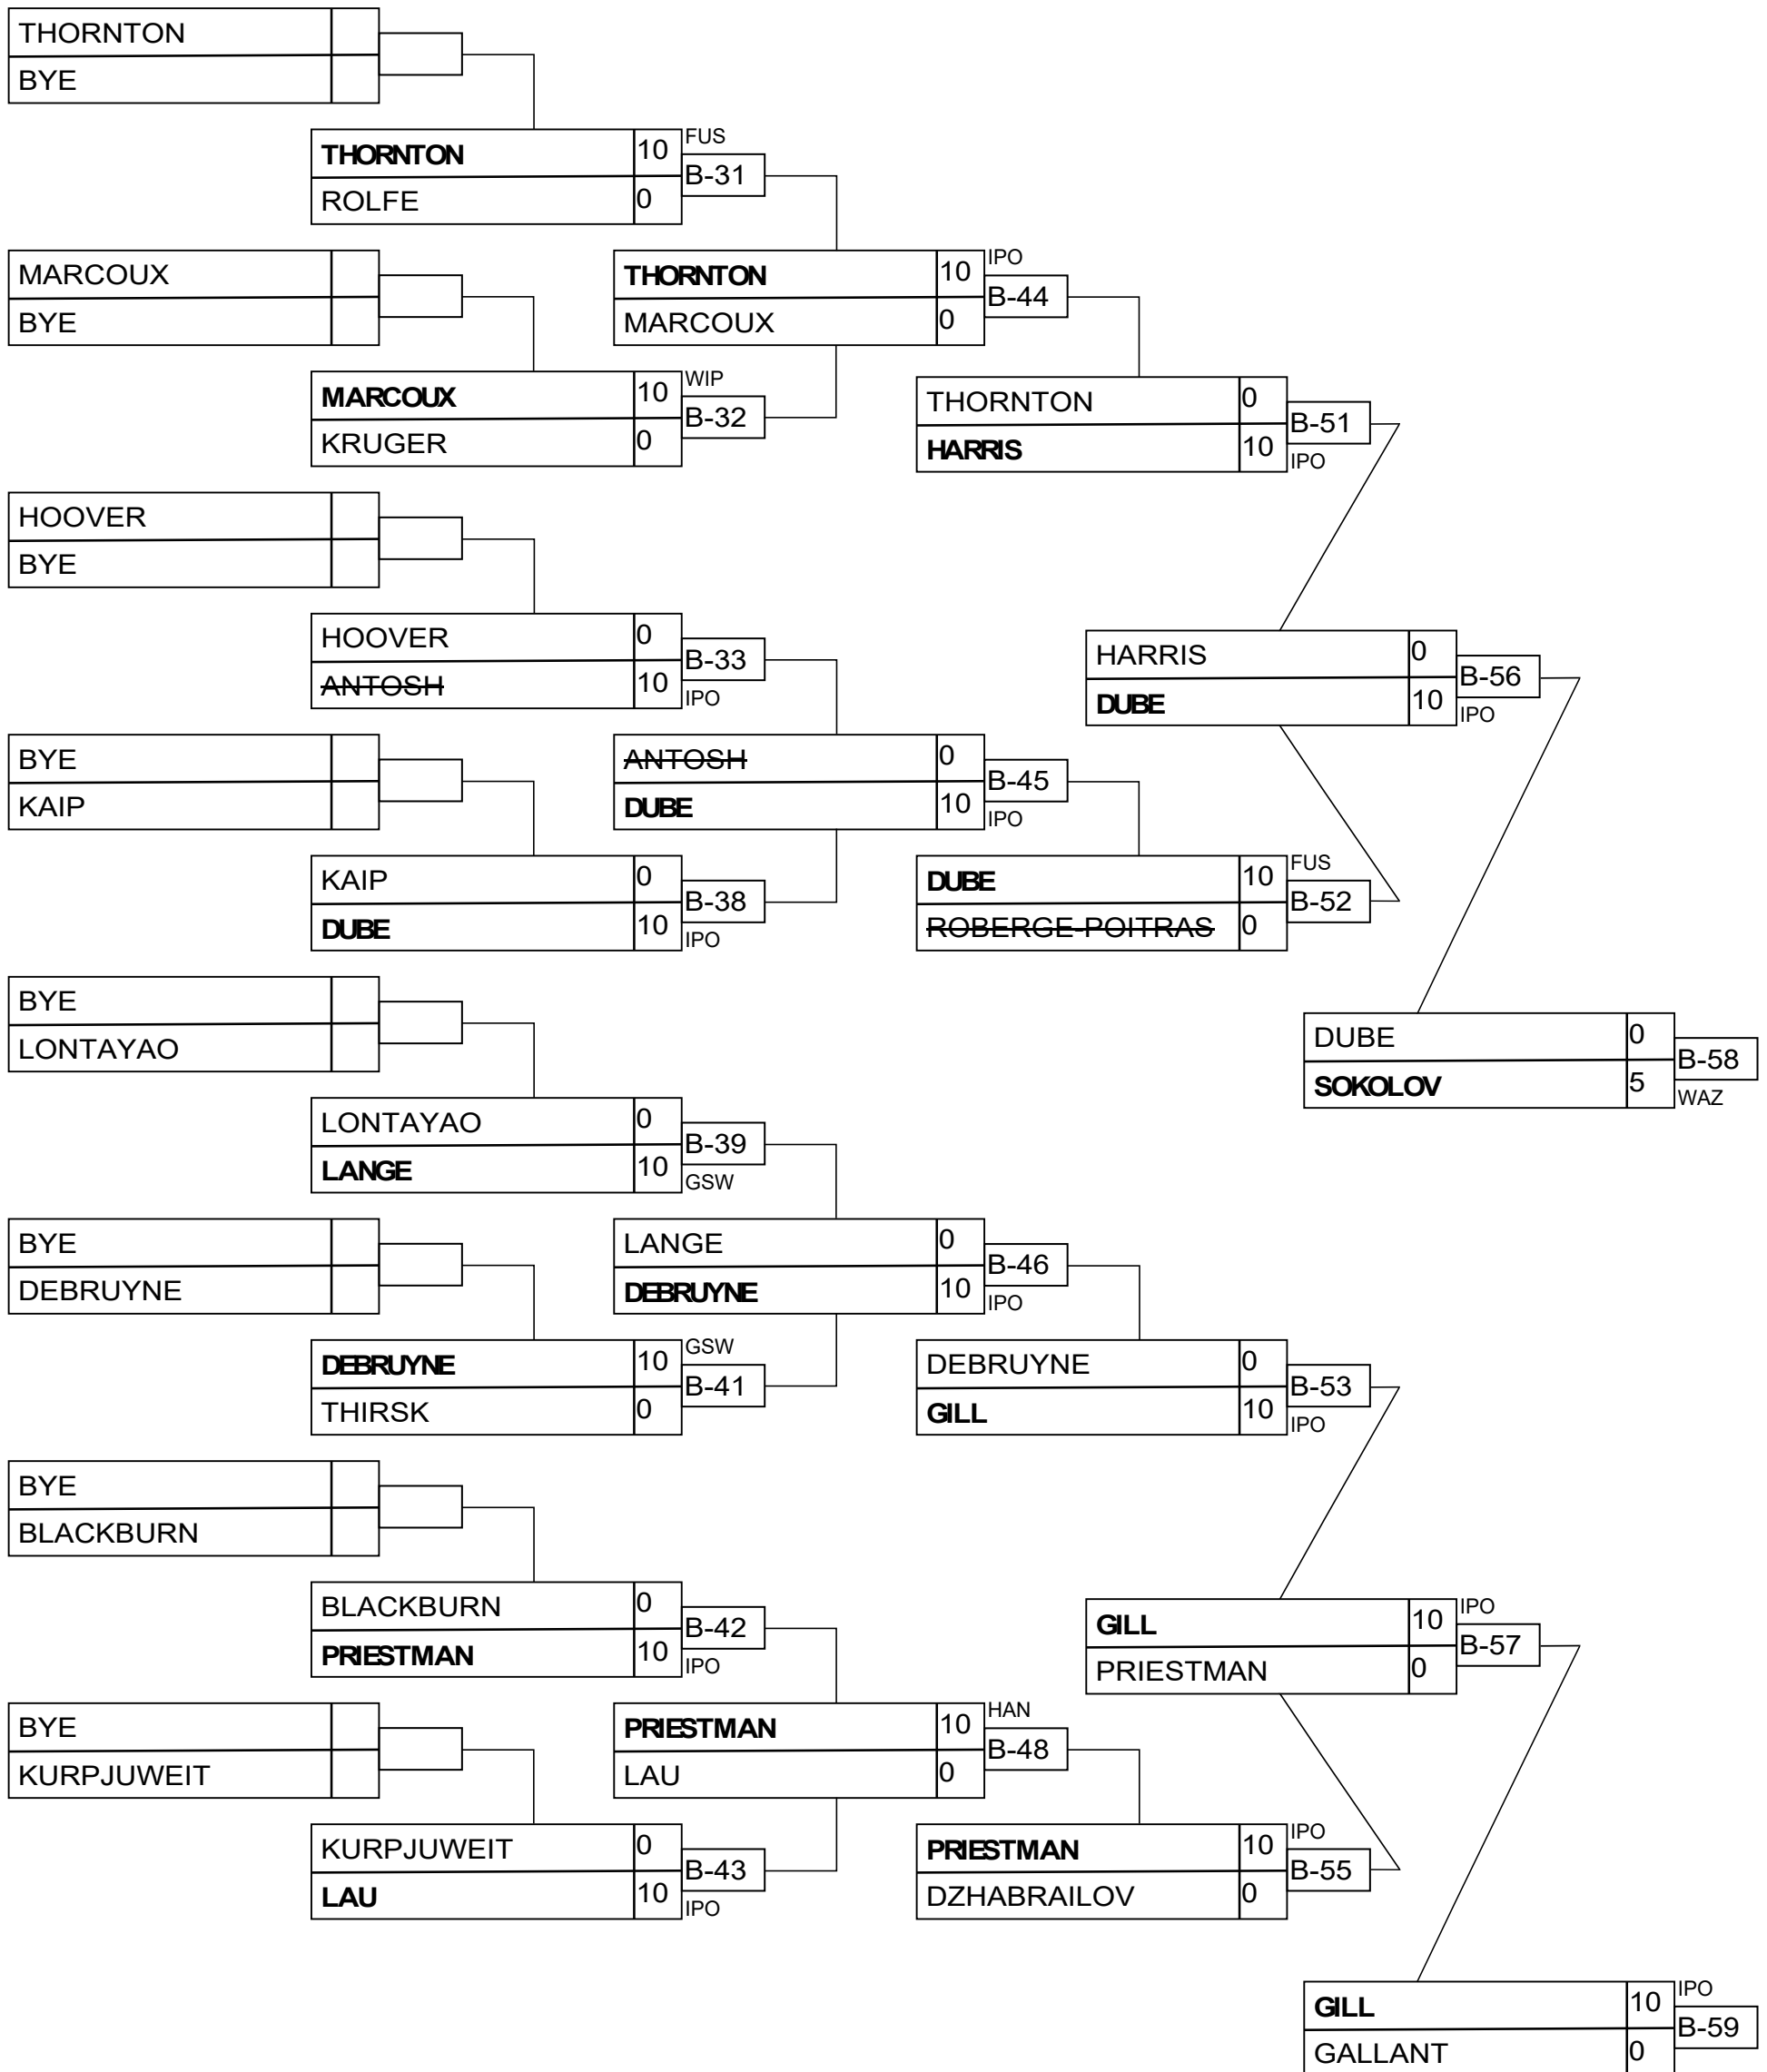 THORNTON
BYE
THORNTON 10 FUS
B-31
ROLFE 0
MARCOUX
BYE
THORNTON 10 IPO
B-44
MARCOUX 0
MARCOUX 10 WIP
B-32
KRUGER 0
THORNTON 0
B-51
HARRIS 10 IPO
HOOVER
BYE
HOOVER 0
B-33
ANTOSH 10 IPO
HARRIS 0
B-56
DUBE 10 IPO
BYE
KAIP
ANTOSH 0
B-45
DUBE 10 IPO
KAIP 0
B-38
DUBE 10 IPO
DUBE 10 FUS
B-52
ROBERGE-POITRAS 0
BYE
LONTAYAO
DUBE 0
B-58
SOKOLOV 5 WAZ
LONTAYAO 0
B-39
LANGE 10 GSW
BYE
DEBRUYNE
LANGE 0
B-46
DEBRUYNE 10 IPO
DEBRUYNE 10 GSW
B-41
THIRSK 0
DEBRUYNE 0
B-53
GILL 10 IPO
BYE
BLACKBURN
BLACKBURN 0
B-42
PRIESTMAN 10 IPO
GILL 10 IPO
B-57
PRIESTMAN 0
BYE
KURPJUWEIT
PRIESTMAN 10 HAN
B-48
LAU 0
KURPJUWEIT 0
B-43
LAU 10 IPO
PRIESTMAN 10 IPO
B-55
DZHABRAILOV 0
GILL 10 IPO
B-59
GALLANT 0